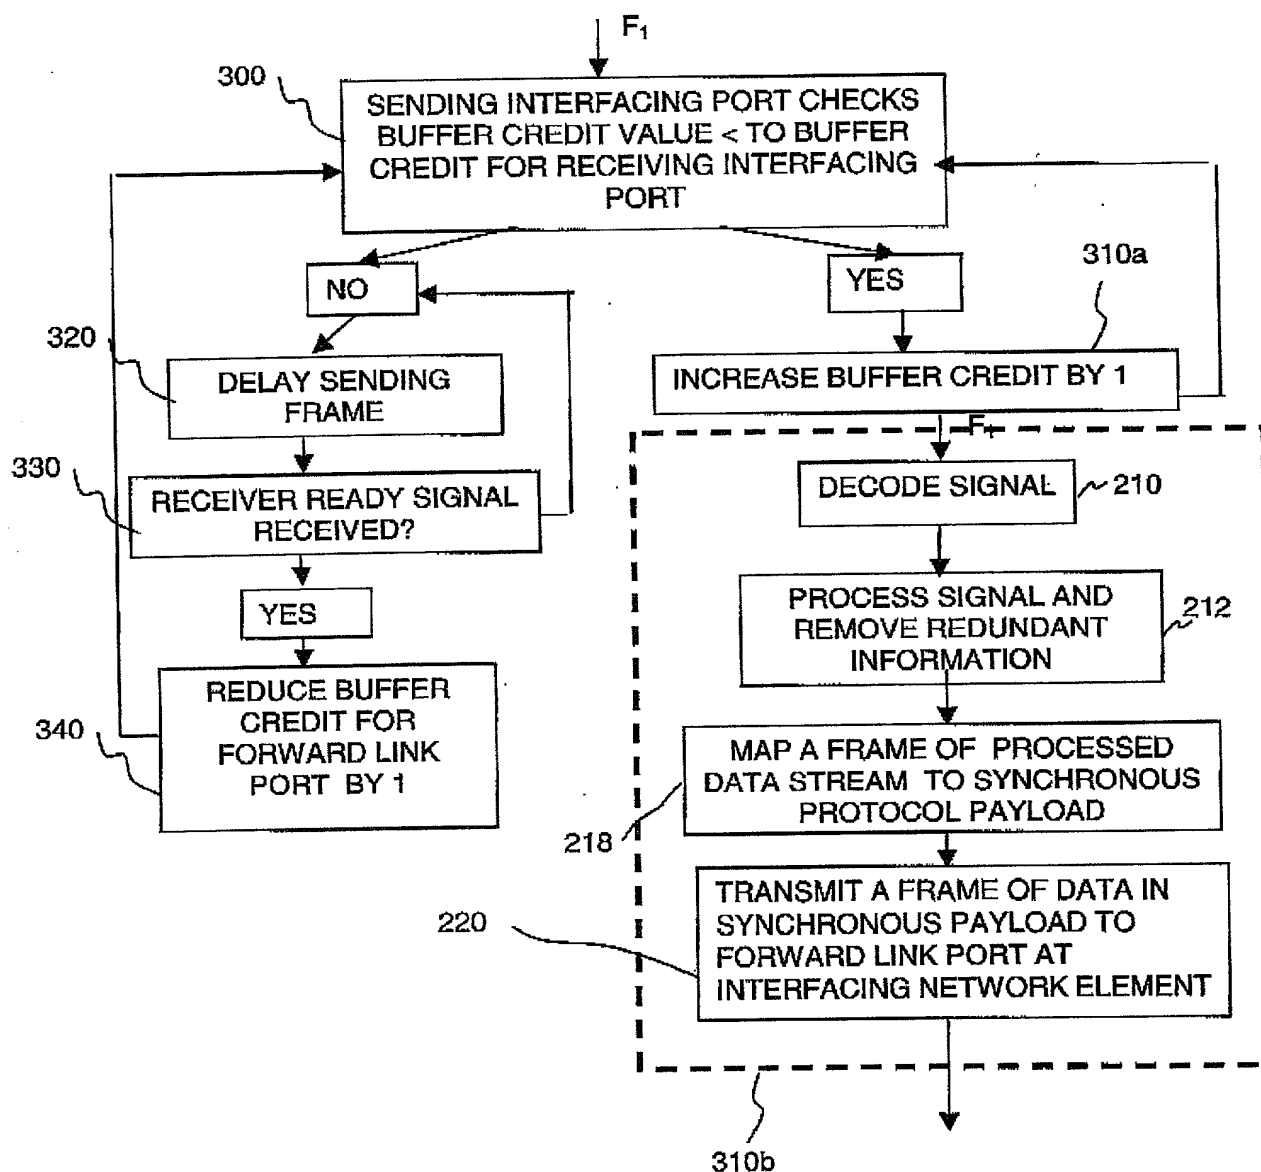 F₁
300
SENDING INTERFACING PORT CHECKS
BUFFER CREDIT VALUE < TO BUFFER
CREDIT FOR RECEIVING INTERFACING
PORT
NO
YES
310a
320
DELAY SENDING
FRAME
INCREASE BUFFER CREDIT BY 1
F₁
330
RECEIVER READY SIGNAL
RECEIVED?
DECODE SIGNAL
210
YES
PROCESS SIGNAL AND
REMOVE REDUNDANT
INFORMATION
212
340
REDUCE BUFFER
CREDIT FOR
FORWARD LINK
PORT BY 1
MAP A FRAME OF PROCESSED
DATA STREAM TO SYNCHRONOUS
PROTOCOL PAYLOAD
218
TRANSMIT A FRAME OF DATA IN
SYNCHRONOUS PAYLOAD TO
FORWARD LINK PORT AT
INTERFACING NETWORK ELEMENT
220
310b